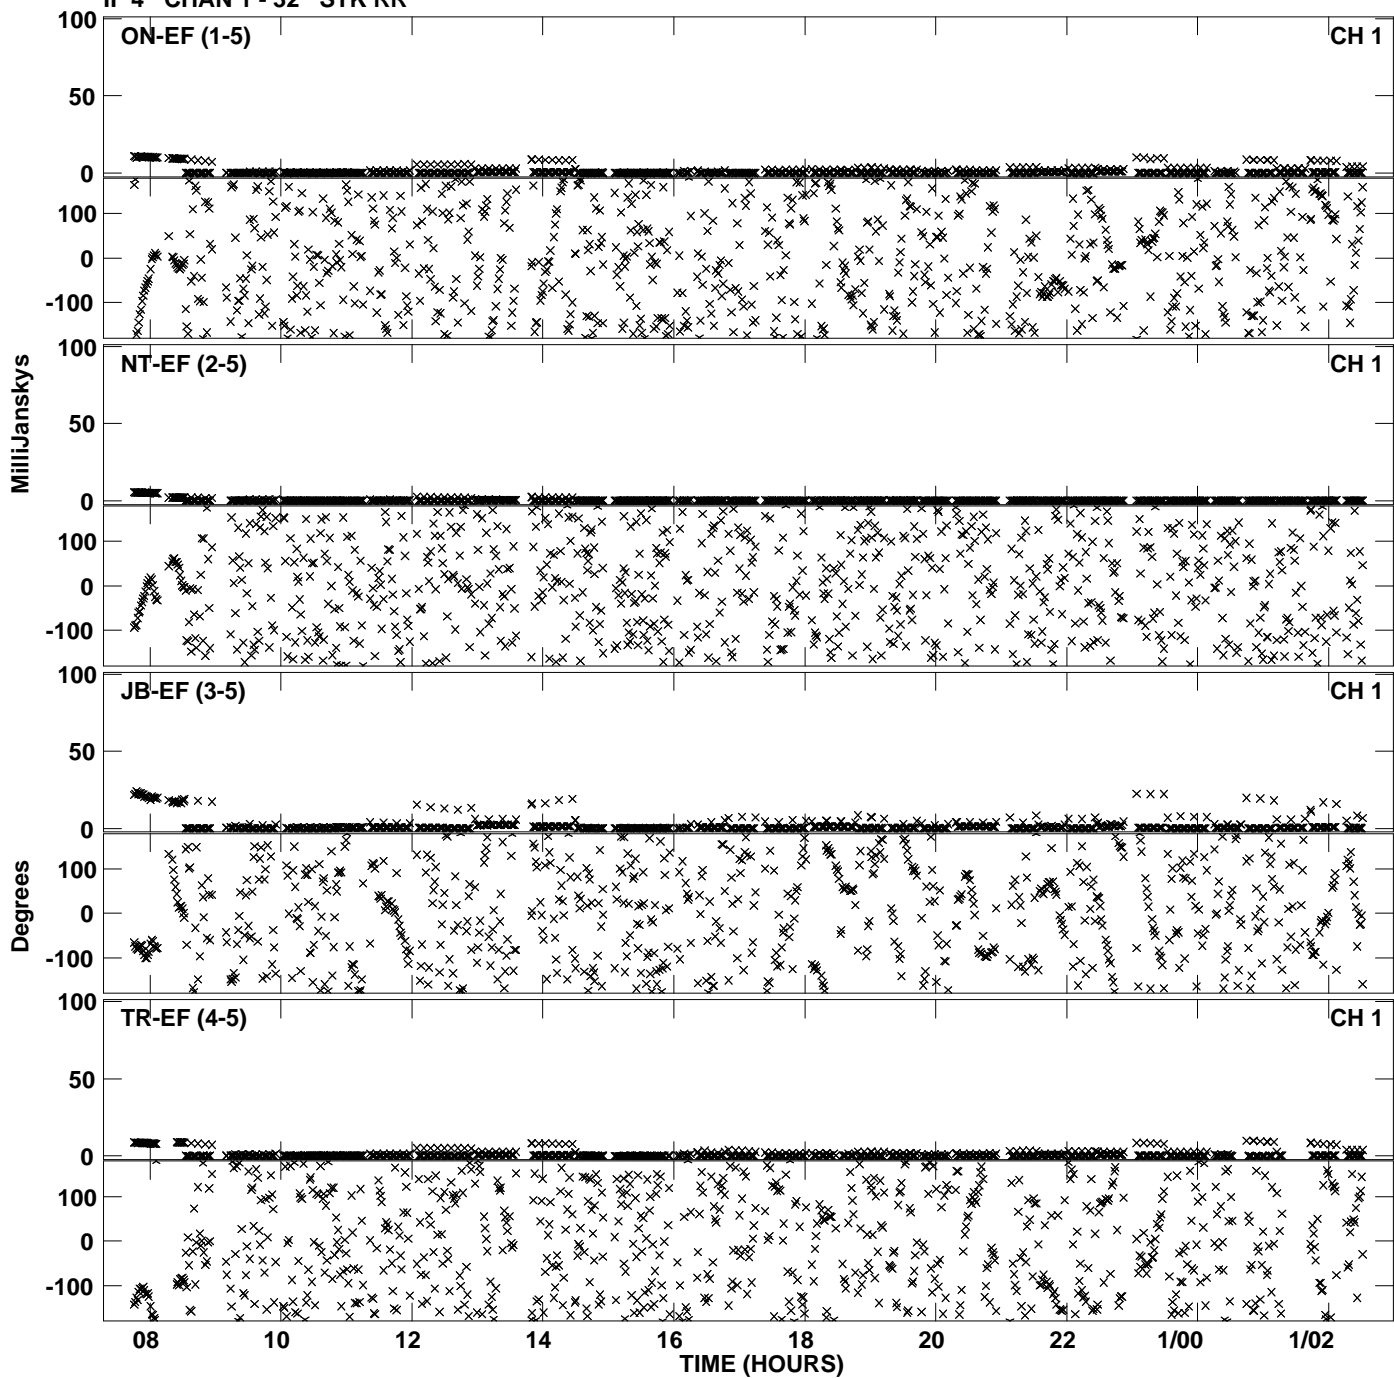 IF 4 CHAN 1 - 32 STK RR
100
ON-EF (1-5)
CH 1
50
0
100
0
-100
100
NT-EF (2-5)
CH 1
50
0
100
0
-100
MilliJanskys
100
JB-EF (3-5)
CH 1
50
0
100
0
-100
Degrees
100
TR-EF (4-5)
CH 1
50
0
100
0
-100
08 10 12 14 16 18 20 22 1/00 1/02
TIME (HOURS)